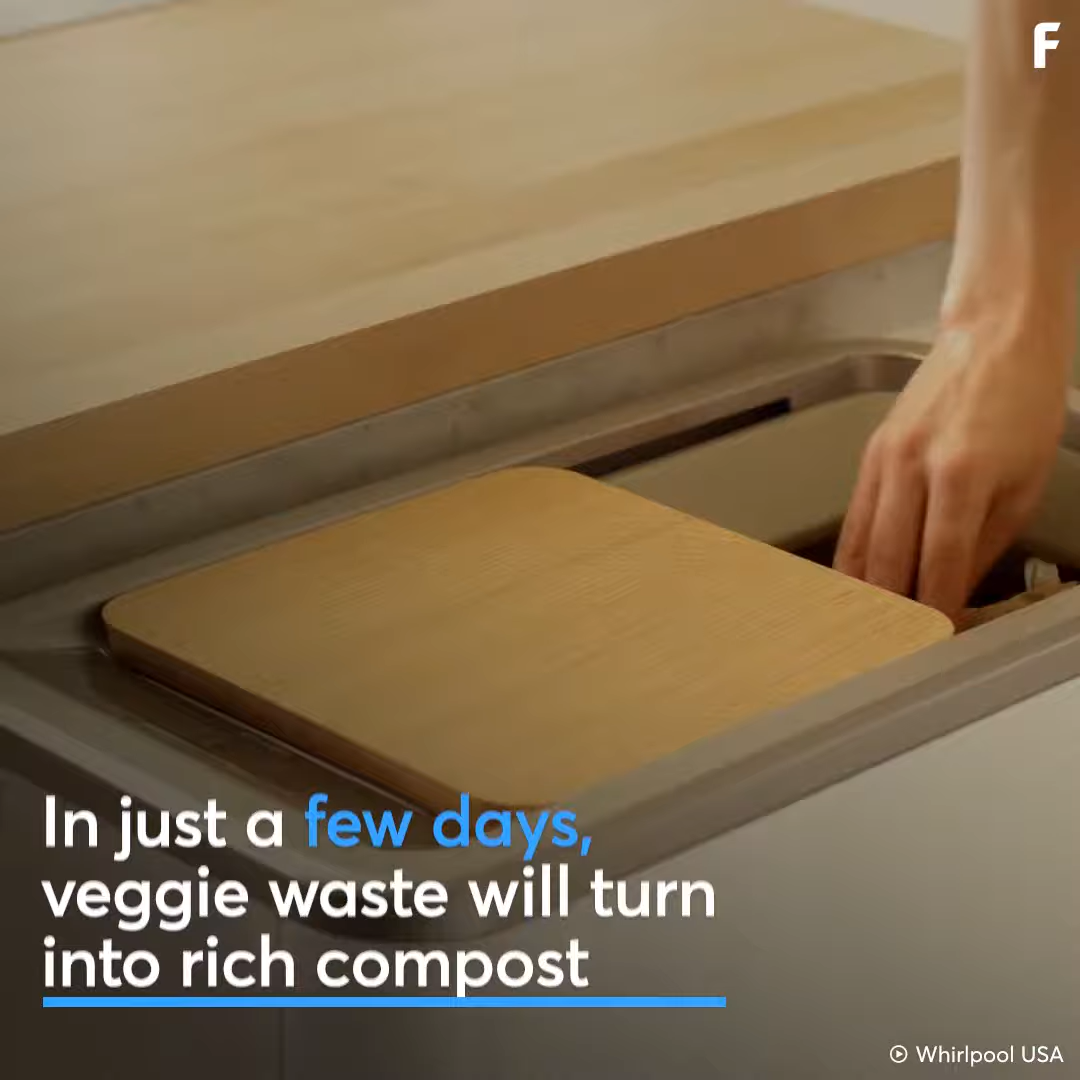 F
In just a few days,
veggie waste will turn
into rich compost
Whirlpool USA